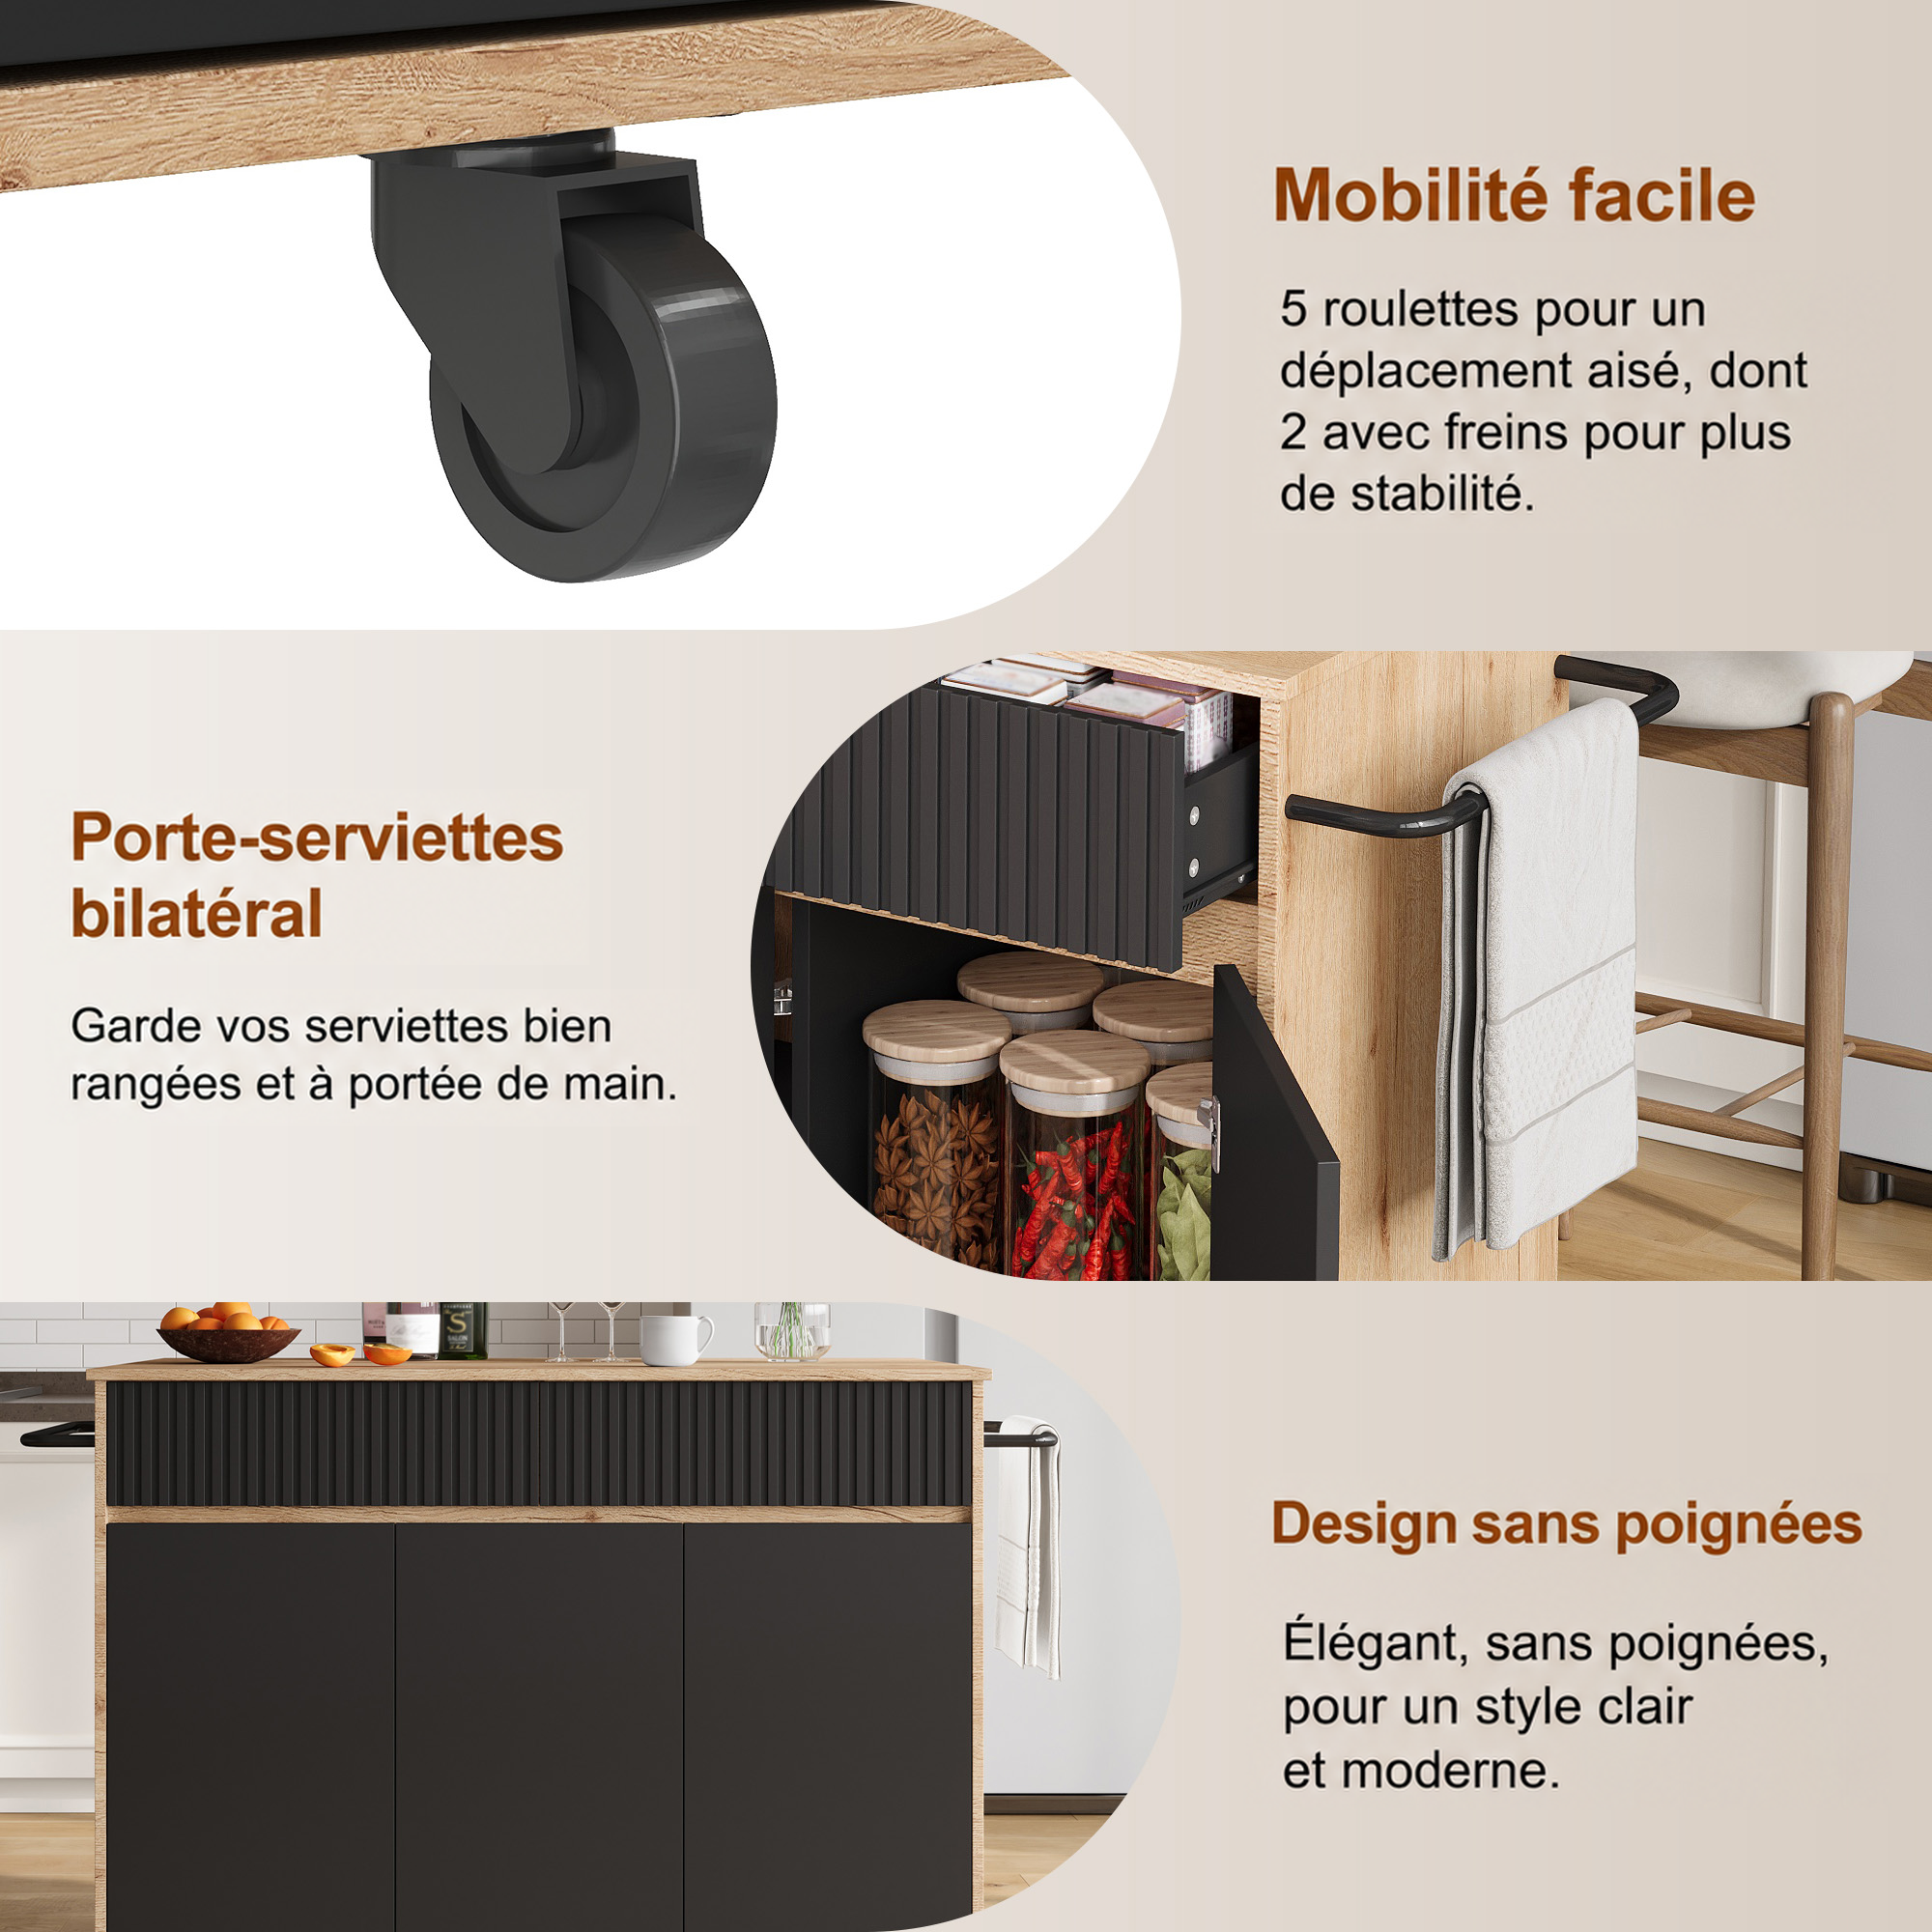 Mobilité facile
5 roulettes pour un
déplacement aisé, dont
2 avec freins pour plus
de stabilité.
Porte-serviettes
bilatéral
Garde vos serviettes bien
rangées et à portée de main.
S
SALON
Design sans poignées
Élégant, sans poignées,
pour un style clair
et moderne.